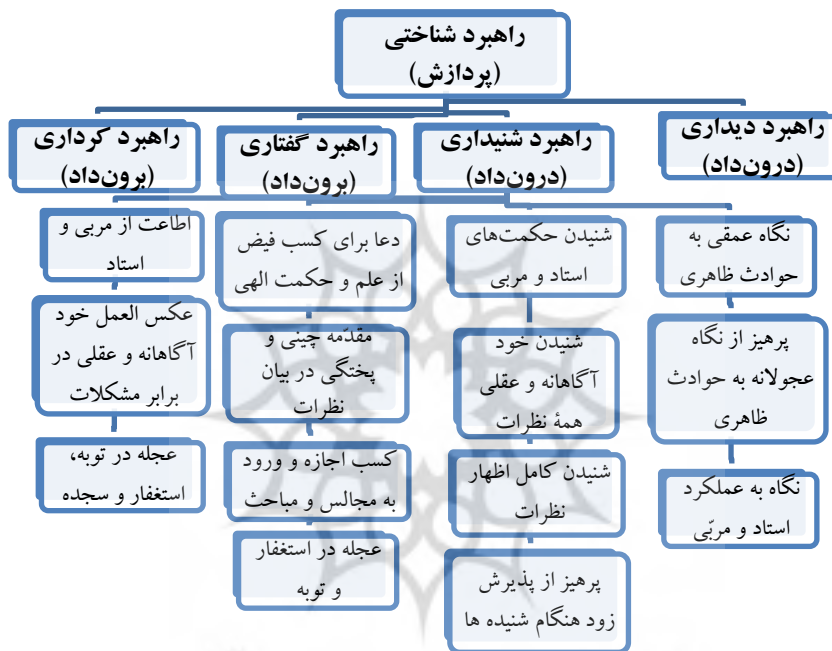 راهبرد شناختی
(پردازش)
راهبرد دیداری
(درون‌داد)
راهبرد شنیداری
(درون‌داد)
راهبرد گفتاری
(برون‌داد)
راهبرد کرداری
(برون‌داد)
نگاه عمقی به
حوادث ظاهری
پرهیز از نگاه
عجولانه به حوادث
ظاهری
نگاه به عملکرد
استاد و مربّی
شنیدن حکمت‌های
استاد و مربی
شنیدن خود
آگاهانه و عقلی
همهٔ نظرات
شنیدن کامل اظهار
نظرات
پرهیز از پذیرش
زود هنگام شنیده ها
دعا برای کسب فیض
از علم و حکمت الهی
مقدّمه چینی و
پختگی در بیان
نظرات
کسب اجازه و ورود
به مجالس و مباحث
عجله در استغفار
و توبه
اطاعت از مربی و
استاد
عکس العمل خود
آگاهانه و عقلی در
برابر مشکلات
عجله در توبه،
استغفار و سجده